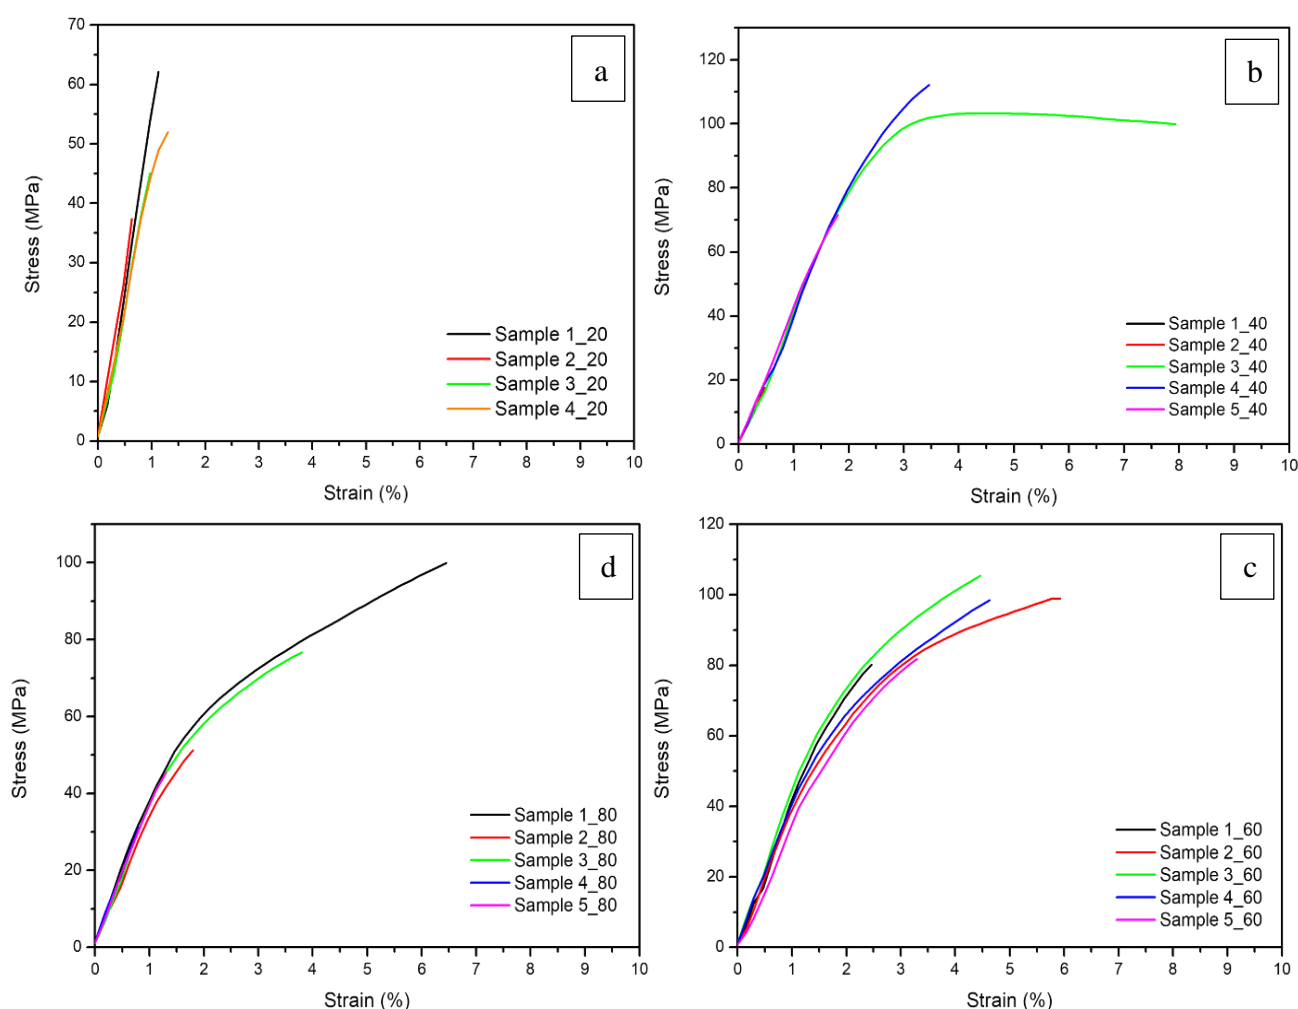 a
70
60
50
40
30
20
10
0
Stress (MPa)
Sample 1_20
Sample 2_20
Sample 3_20
Sample 4_20
0 1 2 3 4 5 6 7 8 9 10
Strain (%)
b
120
100
80
60
40
20
0
Stress (MPa)
Sample 1_40
Sample 2_40
Sample 3_40
Sample 4_40
Sample 5_40
0 1 2 3 4 5 6 7 8 9 10
Strain (%)
d
100
80
60
40
20
0
Stress (MPa)
Sample 1_80
Sample 2_80
Sample 3_80
Sample 4_80
Sample 5_80
0 1 2 3 4 5 6 7 8 9 10
Strain (%)
c
120
100
80
60
40
20
0
Stress (MPa)
Sample 1_60
Sample 2_60
Sample 3_60
Sample 4_60
Sample 5_60
0 1 2 3 4 5 6 7 8 9 10
Strain (%)